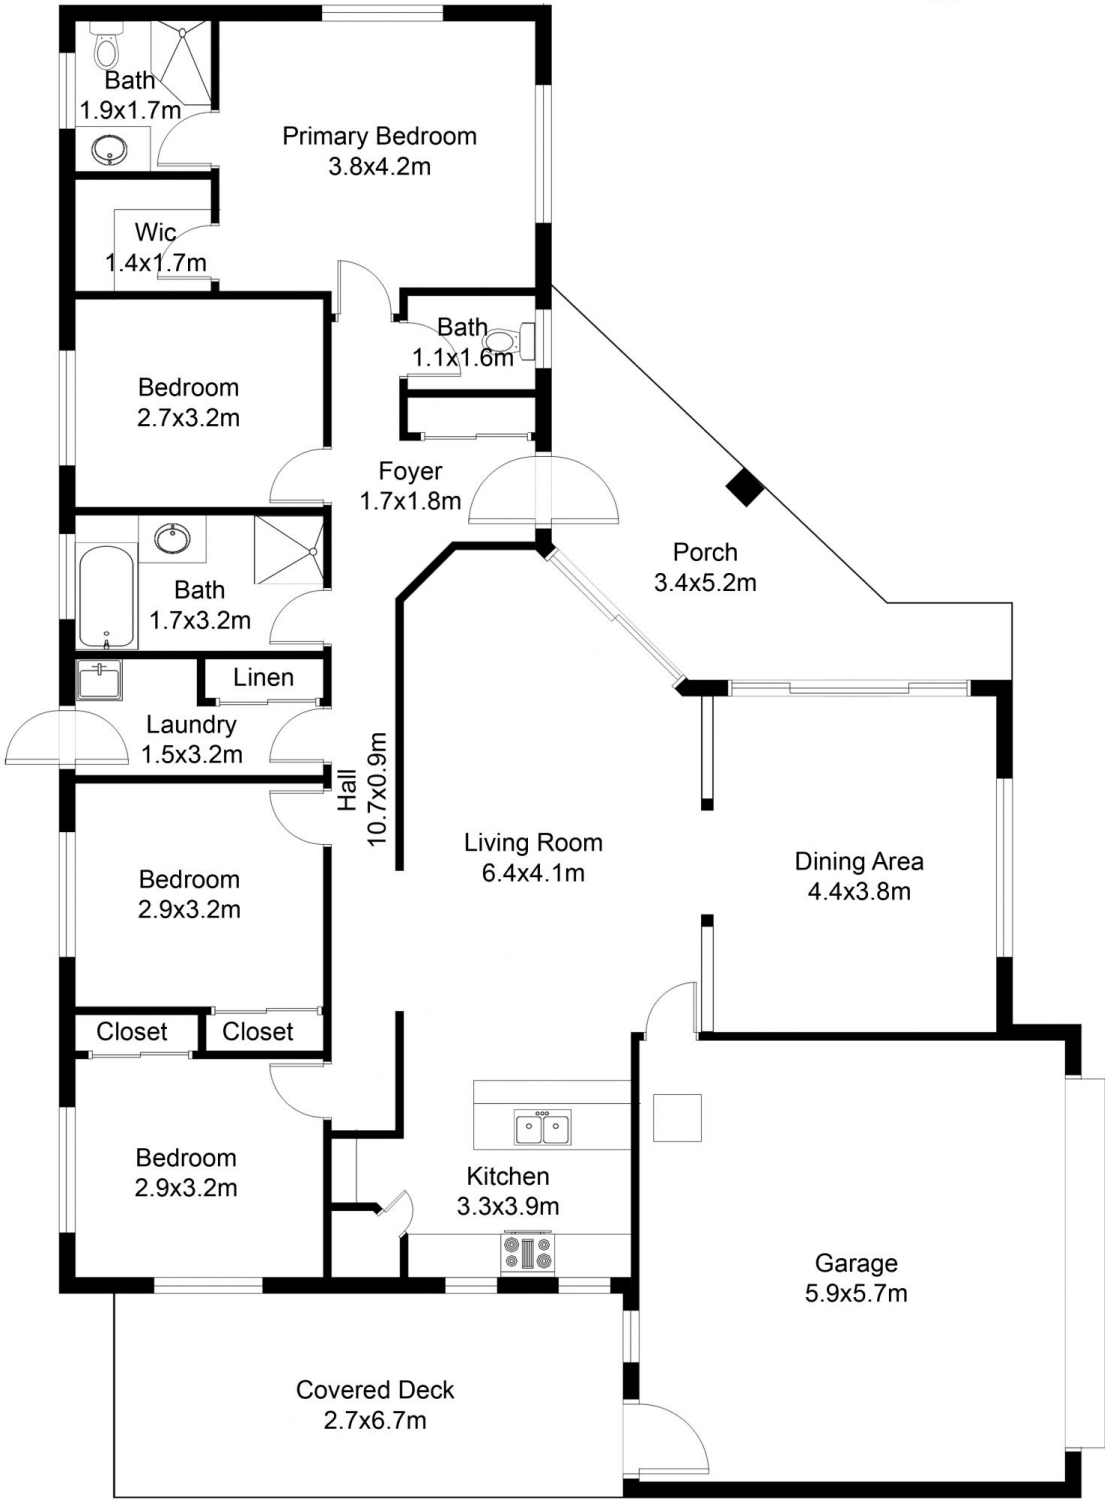 Bath
1.9x1.7m
Primary Bedroom
3.8x4.2m
Wic
1.4x1.7m
Bath
1.1x1.6m
Bedroom
2.7x3.2m
Foyer
1.7x1.8m
Porch
3.4x5.2m
Bath
1.7x3.2m
Linen
Laundry
1.5x3.2m
Hall
10.7x0.9m
Living Room
6.4x4.1m
Dining Area
4.4x3.8m
Bedroom
2.9x3.2m
Closet
Closet
Bedroom
2.9x3.2m
Kitchen
3.3x3.9m
Garage
5.9x5.7m
Covered Deck
2.7x6.7m